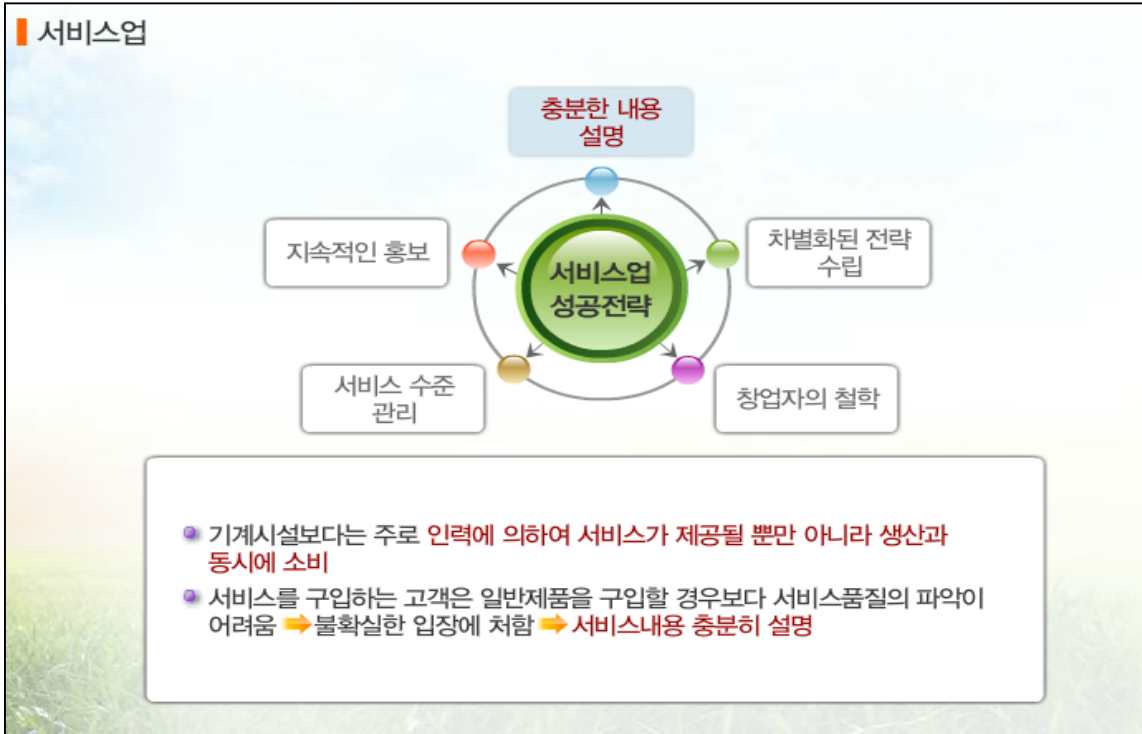 서비스업
충분한 내용
설명
지속적인 홍보
차별화된 전략
수립
서비스업
성공전략
서비스 수준
관리
창업자의 철학
기계시설보다는 주로 인력에 의하여 서비스가 제공될 뿐만 아니라 생산과
동시에 소비
서비스를 구입하는 고객은 일반제품을 구입할 경우보다 서비스품질의 파악이
어려움 ➡불확실한 입장에 처함 ➡서비스내용 충분히 설명